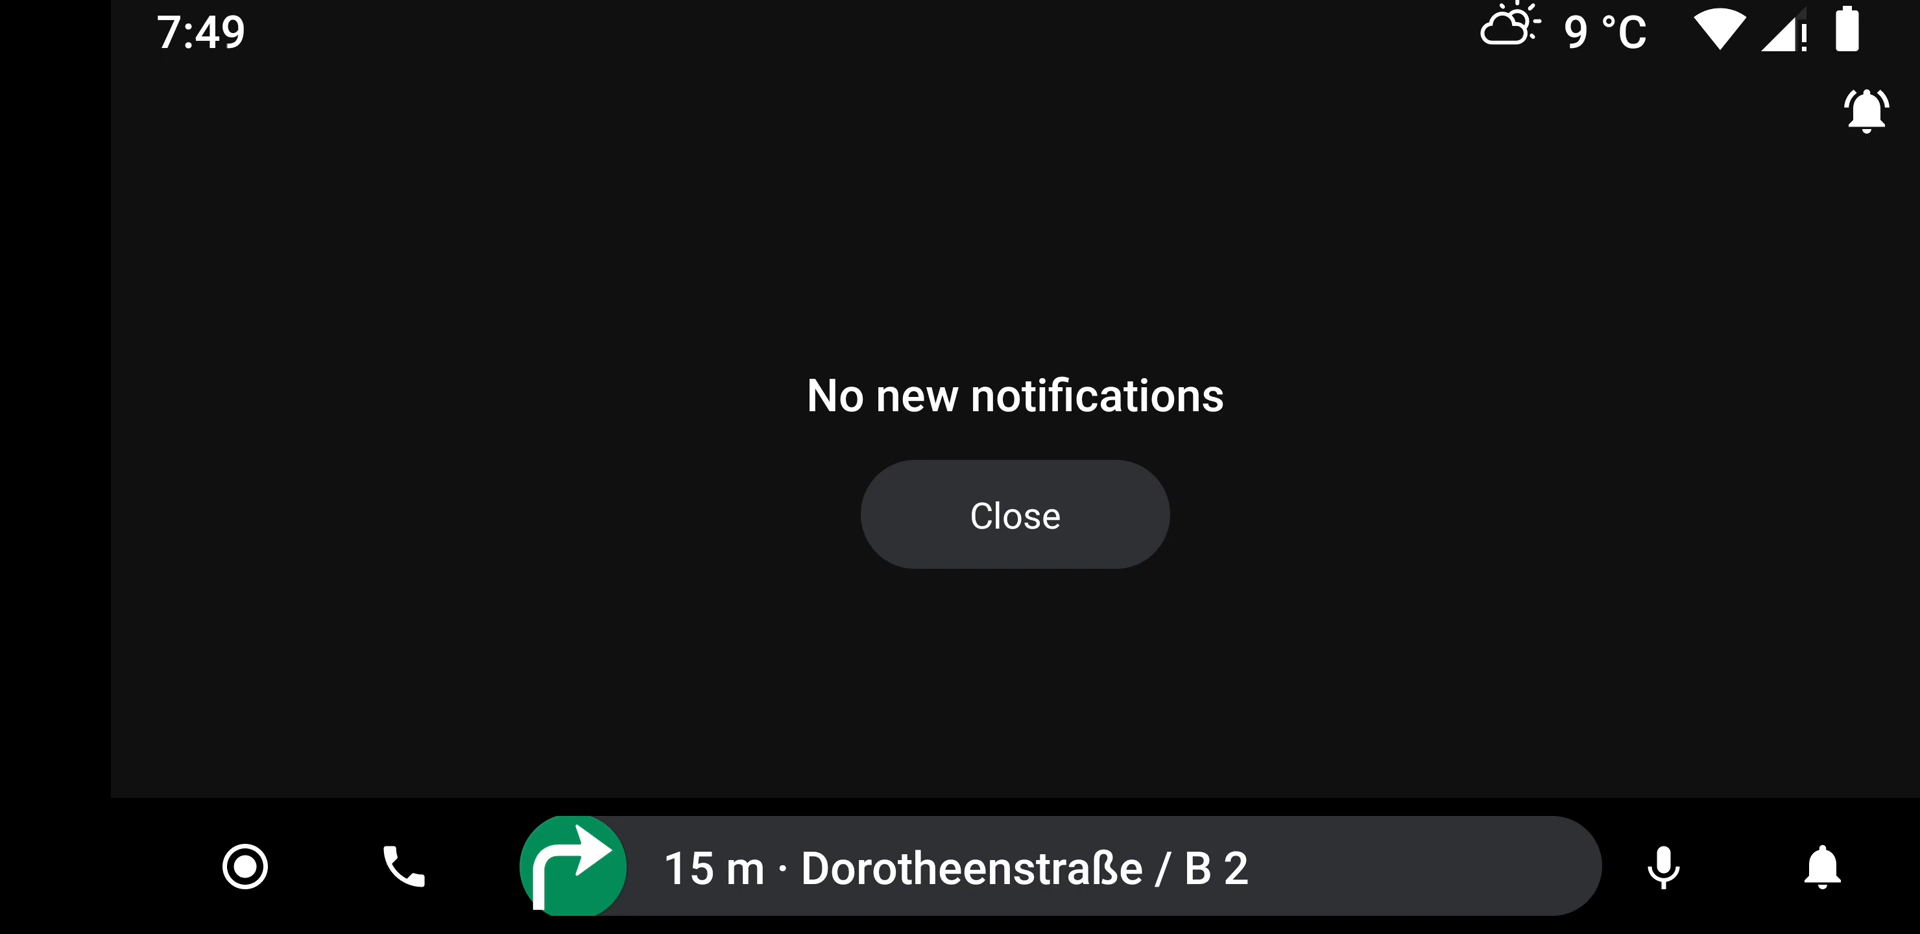 7:49
9 °C
No new notifications
Close
15 m · Dorotheenstraße / B 2